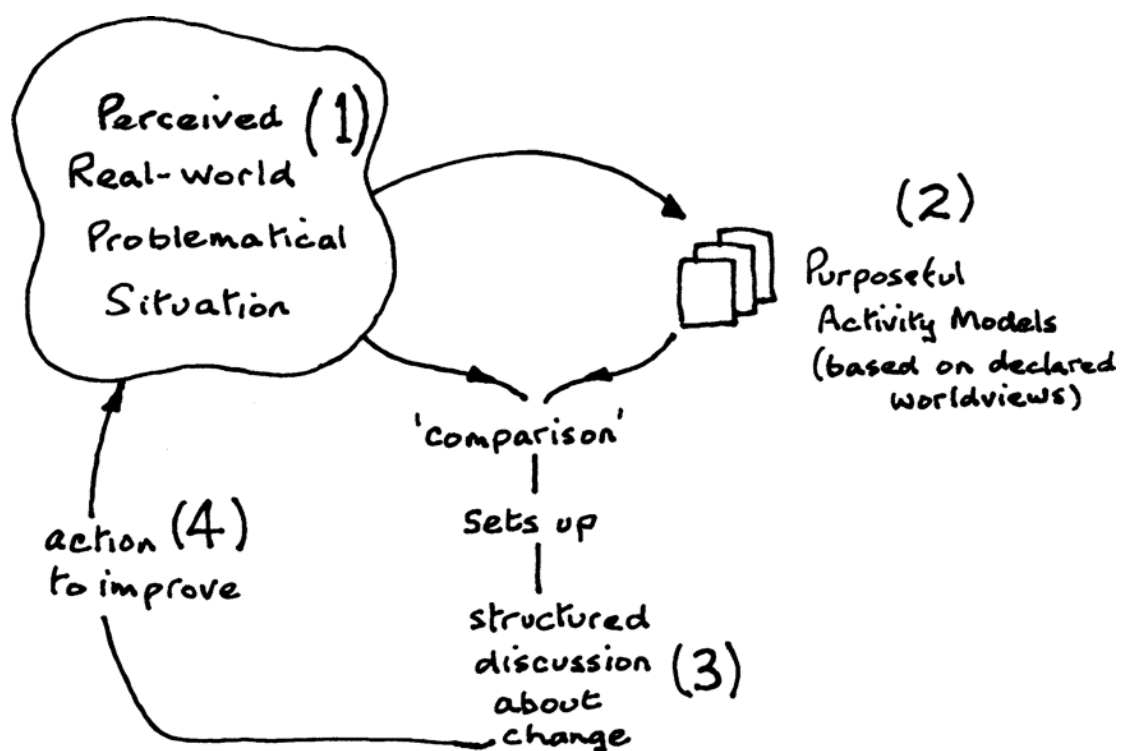 Perceived (1)
Real-world
Problematical
Situation
(2)
Purposeful
Activity Models
(based on declared
worldviews)
'comparison'
Sets up
structured
discussion (3)
about
change
action (4)
to improve